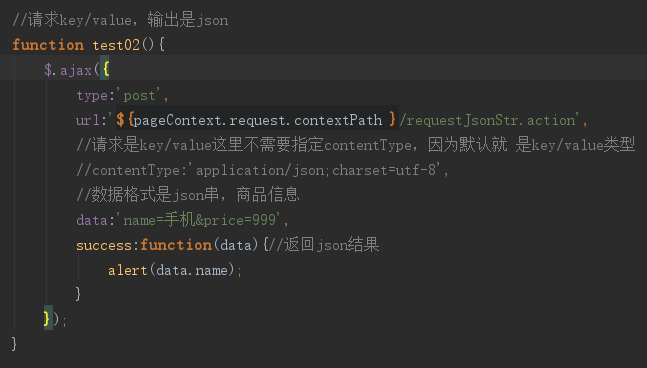 //请求key/value，输出是json
function test02(){
$.ajax({
type:'post',
url:'${pageContext.request.contextPath }/requestJsonStr.action',
//请求是key/value这里不需要指定contentType，因为默认就 是key/value类型
//contentType:'application/json;charset=utf-8',
//数据格式是json串，商品信息
data:'name=手机&price=999',
success:function(data){//返回json结果
alert(data.name);
}
});
}